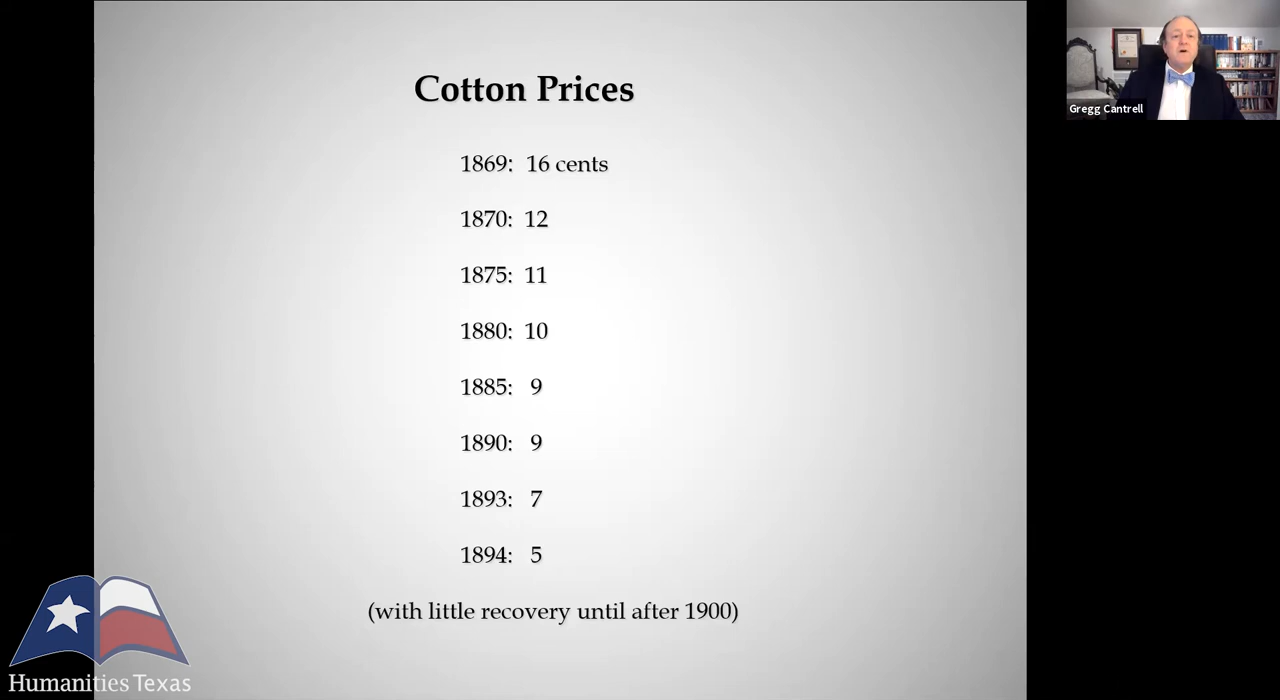 Cotton Prices
1869: 16 cents
1870: 12
1875: 11
1880: 10
1885: 9
1890: 9
1893: 7
1894: 5
(with little recovery until after 1900)
Gregg Cantrell
Humanities Texas